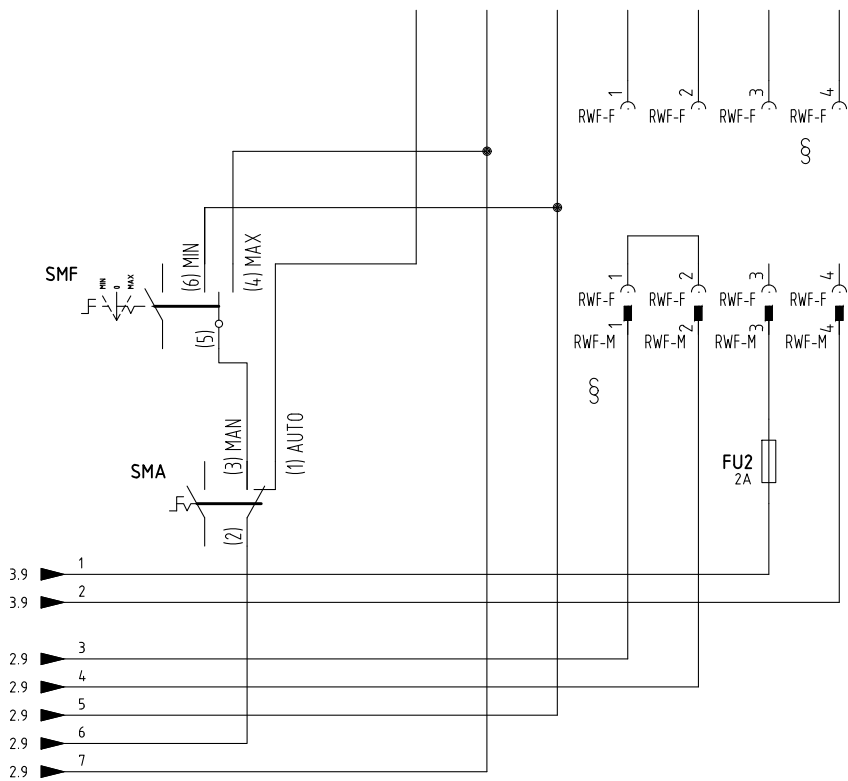 1 2 3 4
RWF-F RWF-F RWF-F RWF-F
§
SMF
MIN 0 MAX
(6) MIN
(4) MAX
(5)
1 2 3 4
RWF-F RWF-F RWF-F RWF-F
1 2 3 4
RWF-M RWF-M RWF-M RWF-M
§
SMA
(3) MAN
(1) AUTO
(2)
FU2
2A
3.9 1
3.9 2
2.9 3
2.9 4
2.9 5
2.9 6
2.9 7